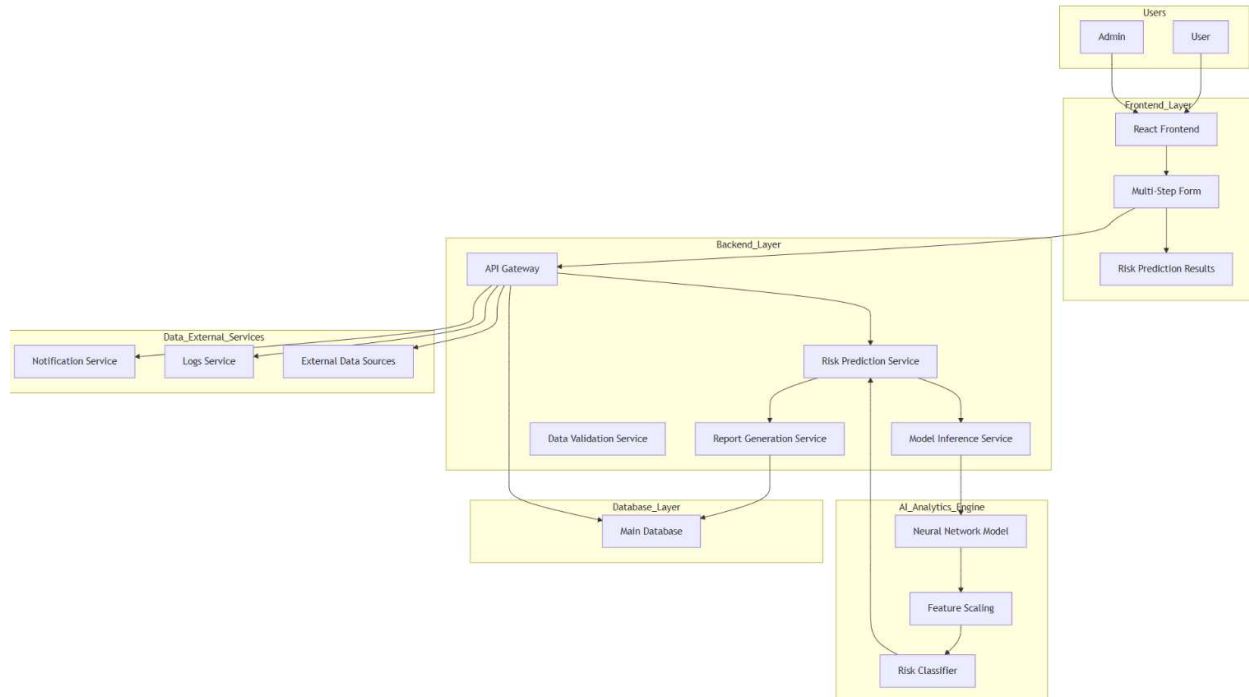 Users
Admin
User
Frontend_Layer
React Frontend
Multi-Step Form
Risk Prediction Results
Backend_Layer
API Gateway
Risk Prediction Service
Data Validation Service
Report Generation Service
Model Inference Service
Data_External_Services
Notification Service
Logs Service
External Data Sources
Database_Layer
Main Database
AI_Analytics_Engine
Neural Network Model
Feature Scaling
Risk Classifier